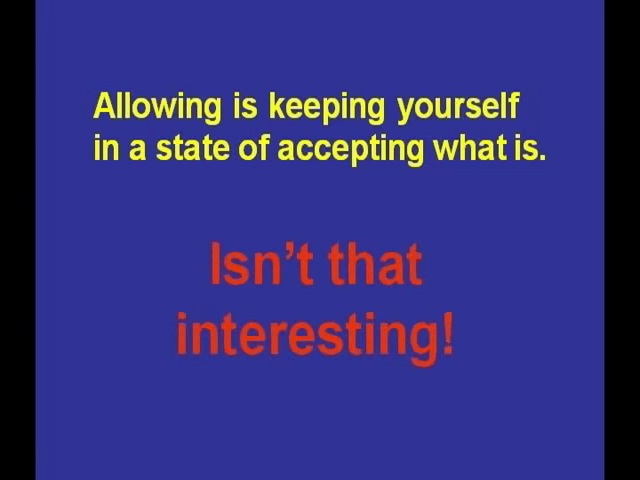 Allowing is keeping yourself
in a state of accepting what is.
Isn’t that
interesting!